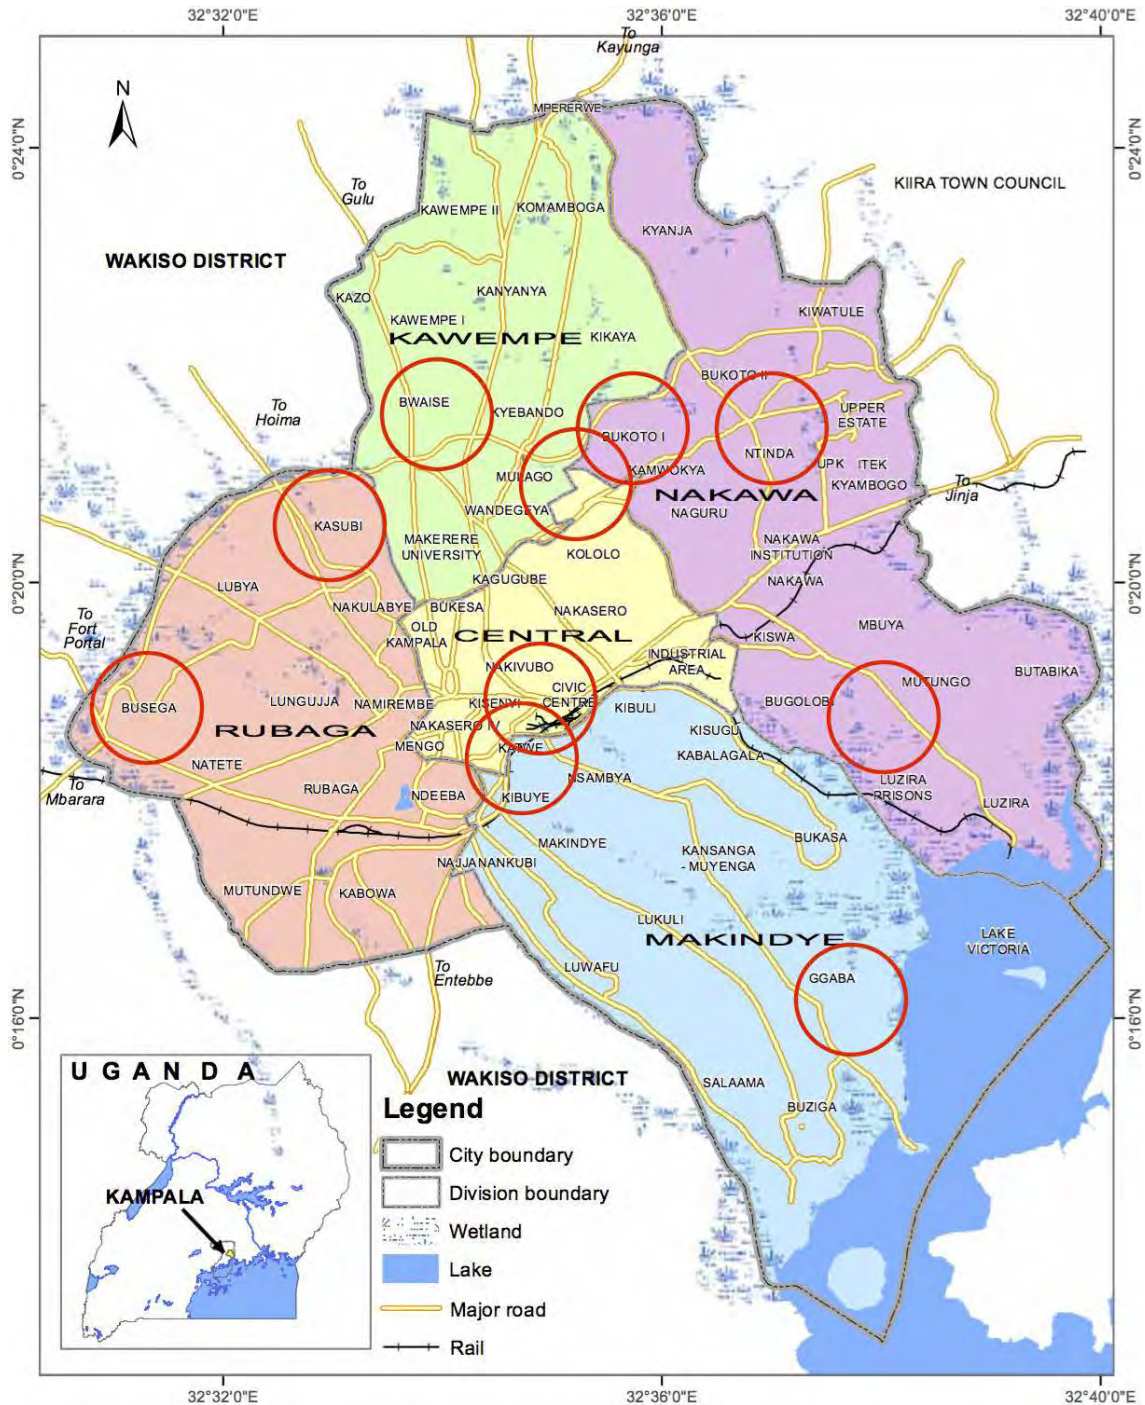 32°32'0"E
32°36'0"E
32°40'0"E
To
Kayunga
N
MPERERWE
0°24'0"N
0°24'0"N
To
Gulu
KIIRA TOWN COUNCIL
KAWEMPE II
KOMAMBOGA
KYANJA
WAKISO DISTRICT
KAZO
KANYANYA
KAWEMPE I
KIWATULE
KAWEMPE
KIKAYA
BUKOTO II
To
Hoima
BWAISE
KYEBANDO
UPPER
ESTATE
BUKOTO I
NTINDA
MULAGO
KAMWOKYA
UPK
ITEK
KYAMBOGO
To
Jinja
NAKAWA
WANDEGEYA
NAGURU
KASUBI
MAKERERE
UNIVERSITY
KOLOLO
NAKAWA
INSTITUTION
KAGUGUBE
NAKAWA
0°20'0"N
0°20'0"N
LUBYA
NAKULABYE
BUKESA
NAKASERO
To
Fort
Portal
OLD
KAMPALA
CENTRAL
KISWA
MBUYA
INDUSTRIAL
AREA
NAKIVUBO
BUTABIKA
MUTUNGO
CIVIC
CENTRE
BUSEGA
LUNGUJJA
NAMIREMBE
KISENYI
KIBULI
BUGOLOBI
RUBAGA
NAKASERO IV
KISUGU
MENGO
KATWE
KABALAGALA
NATETE
NSAMBYA
To
Mbarara
RUBAGA
NDEEBA
KIBUYE
LUZIRA
PRISONS
LUZIRA
BUKASA
MAKINDYE
KANSANGA
- MUYENGA
NAJJANANKUBI
MUTUNDWE
KABOWA
LUKULI
MAKINDYE
LAKE
VICTORIA
To
Entebbe
LUWAFU
GGABA
0°16'0"N
0°16'0"N
WAKISO DISTRICT
SALAAMA
BUZIGA
UGANDA
KAMPALA
Legend
City boundary
Division boundary
Wetland
Lake
Major road
Rail
32°32'0"E
32°36'0"E
32°40'0"E